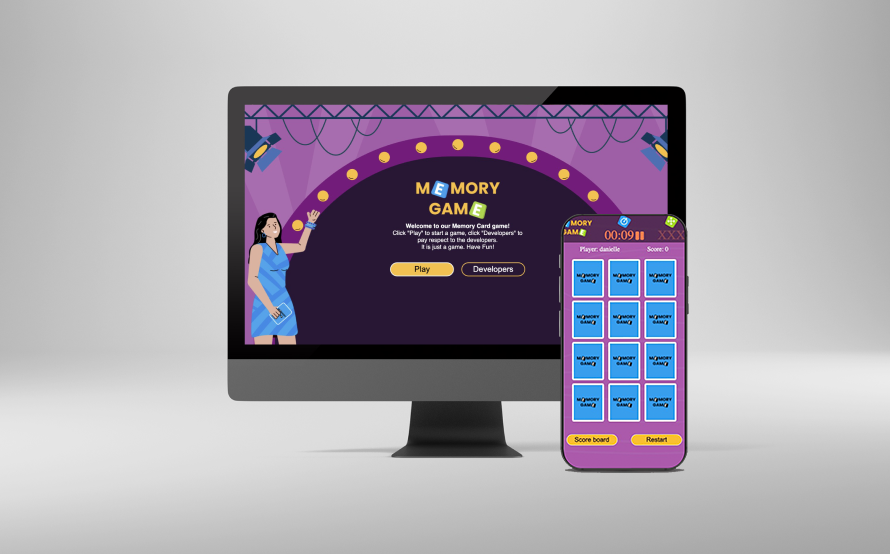 MEMORY
GAME
Welcome to our Memory Card game!
Click "Play" to start a game, click "Developers" to
pay respect to the developers.
It is just a game. Have Fun!
Play
Developers
MEMORY
GAME
00:09
XXX
Player: danielle
Score: 0
MEMORY
GAME
MEMORY
GAME
MEMORY
GAME
MEMORY
GAME
MEMORY
GAME
MEMORY
GAME
MEMORY
GAME
MEMORY
GAME
MEMORY
GAME
MEMORY
GAME
MEMORY
GAME
MEMORY
GAME
Score board
Restart